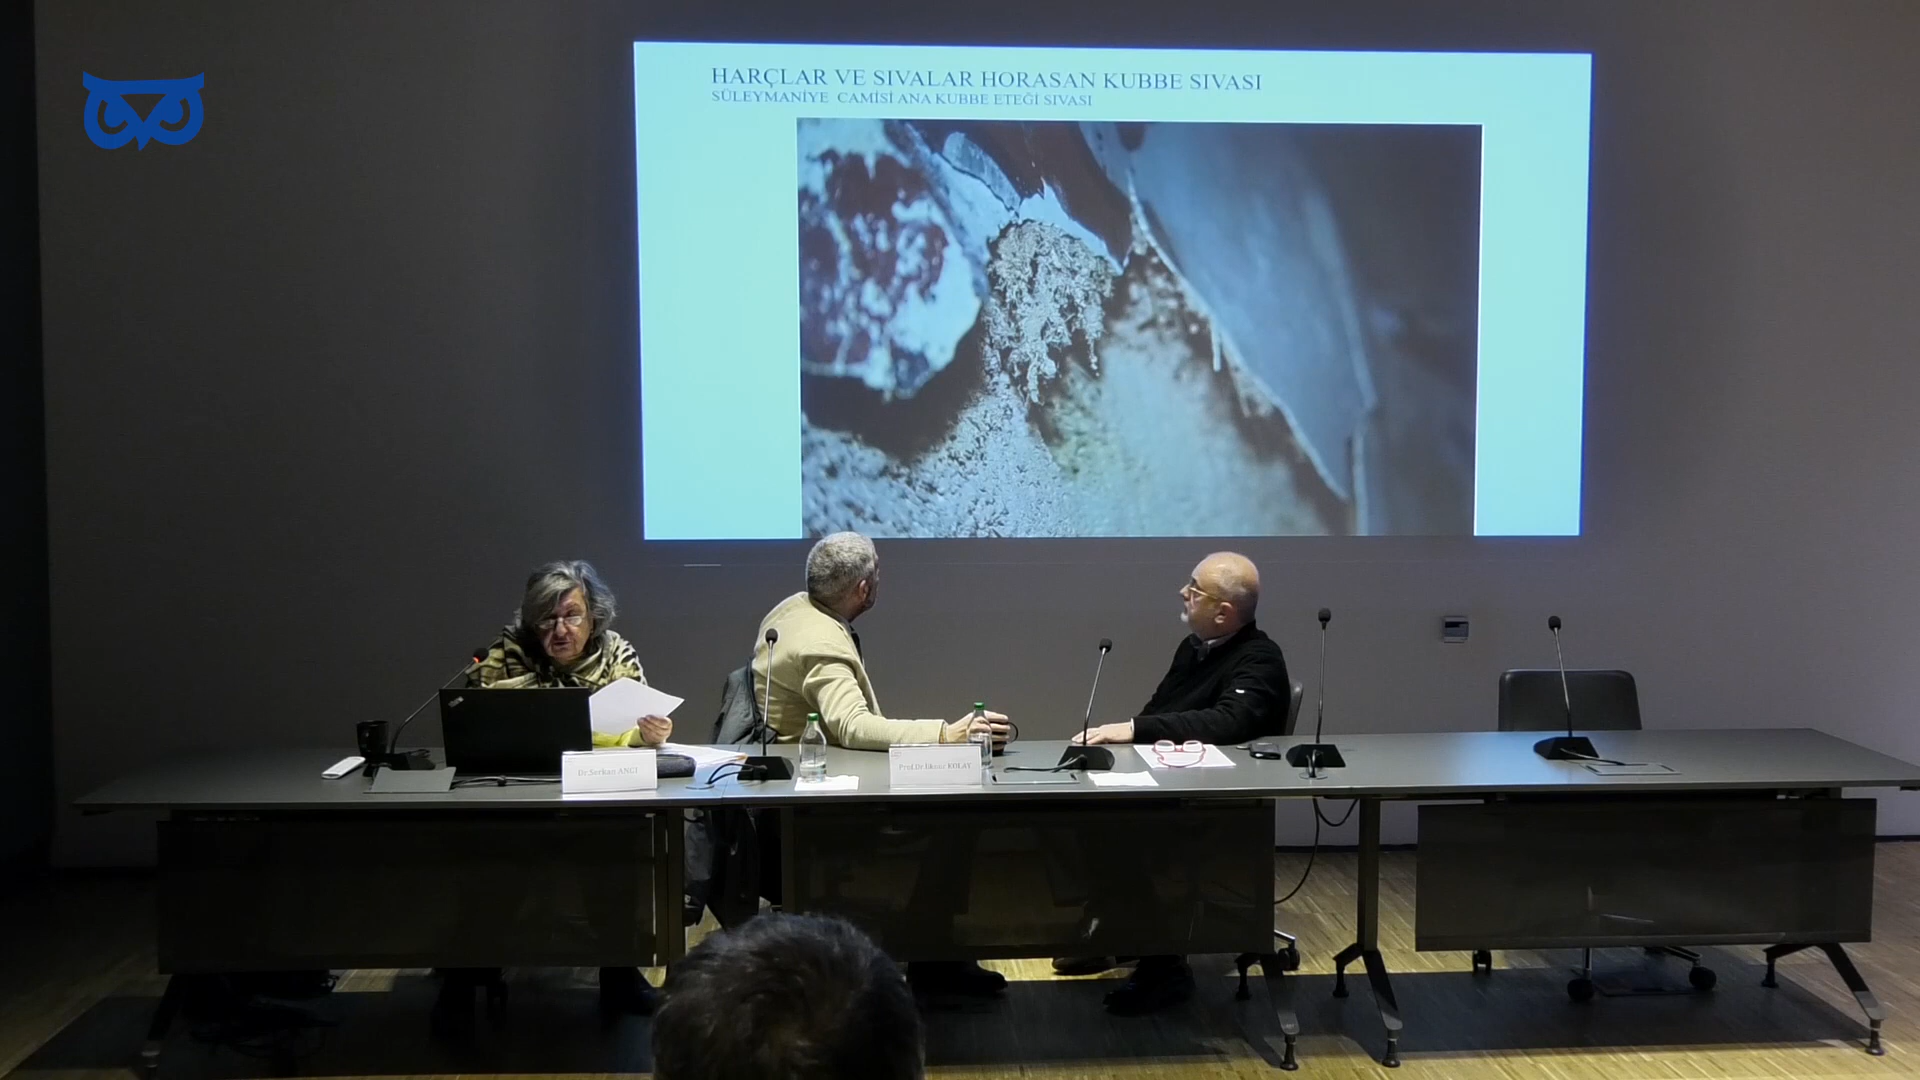 HARÇLAR VE SIVALAR HORASAN KUBBE SIVASI
SÜLEYMANİYE CAMİSİ ANA KUBBE ETEĞİ SIVASI
Dr.Serkan ANGI
Prof.Dr.İlknur KOLAY